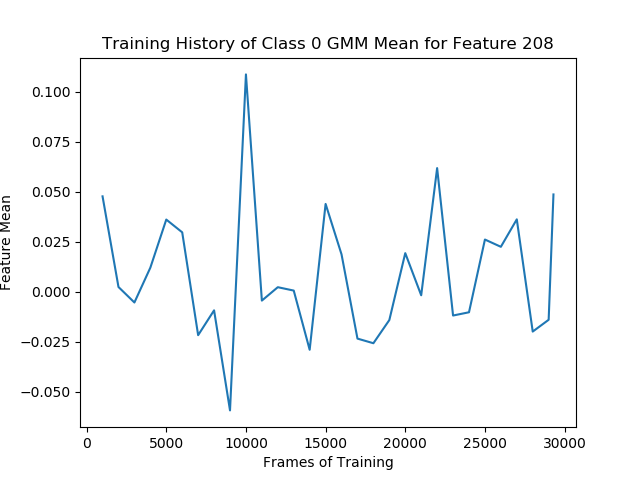 Training History of Class 0 GMM Mean for Feature 208
0.100
0.075
0.050
0.025
0.000
−0.025
−0.050
Feature Mean
0 5000 10000 15000 20000 25000 30000
Frames of Training